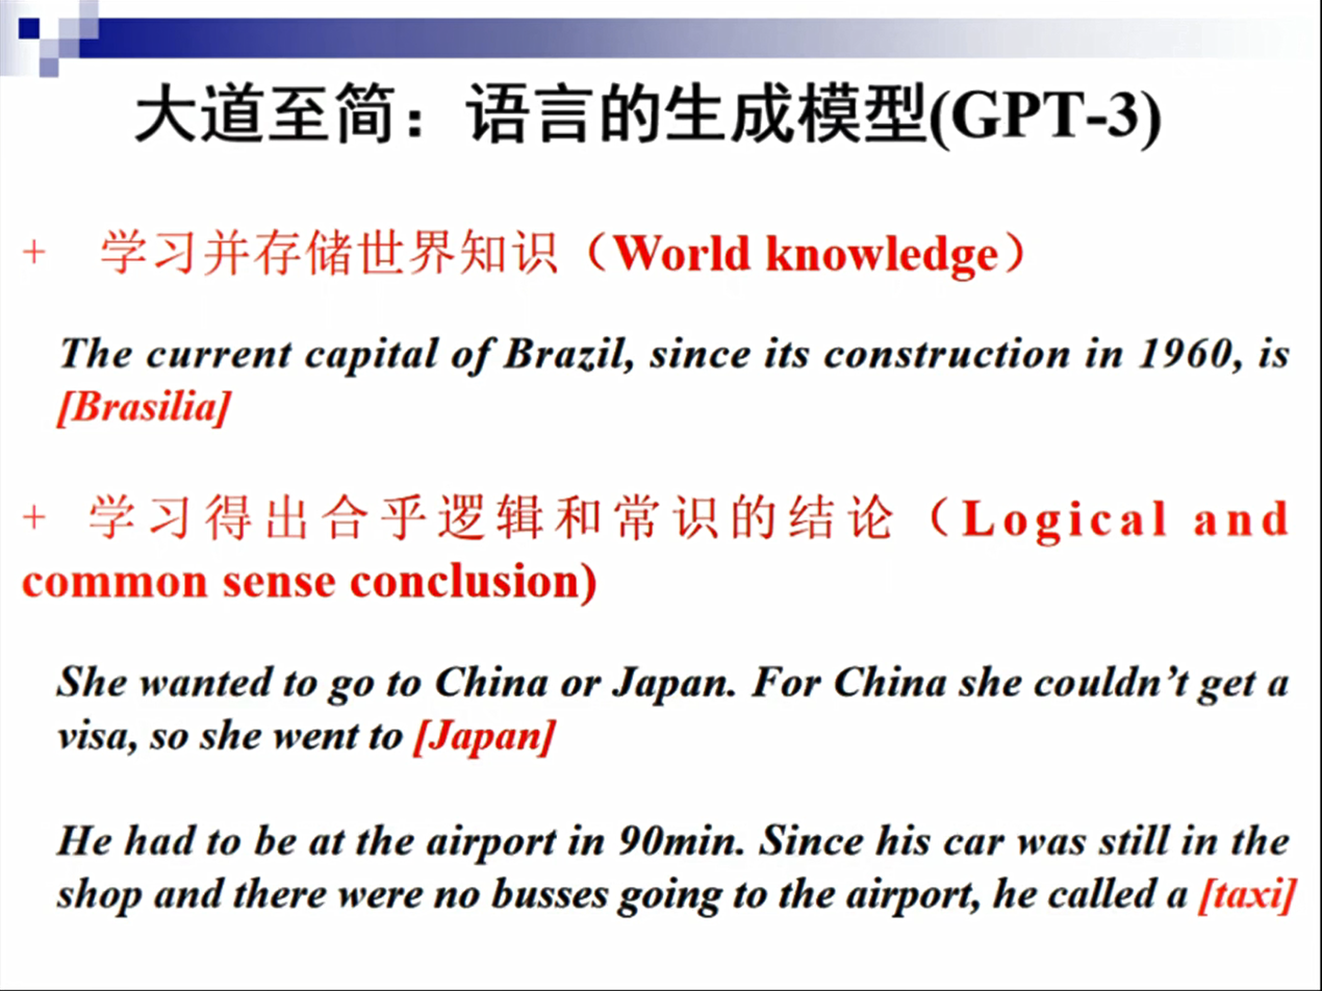 大道至简：语言的生成模型(GPT-3)
+ 学习并存储世界知识（World knowledge）
The current capital of Brazil, since its construction in 1960, is
[Brasilia]
+ 学习得出合乎逻辑和常识的结论（Logical and
common sense conclusion)
She wanted to go to China or Japan. For China she couldn't get a
visa, so she went to [Japan]
He had to be at the airport in 90min. Since his car was still in the
shop and there were no busses going to the airport, he called a [taxi]